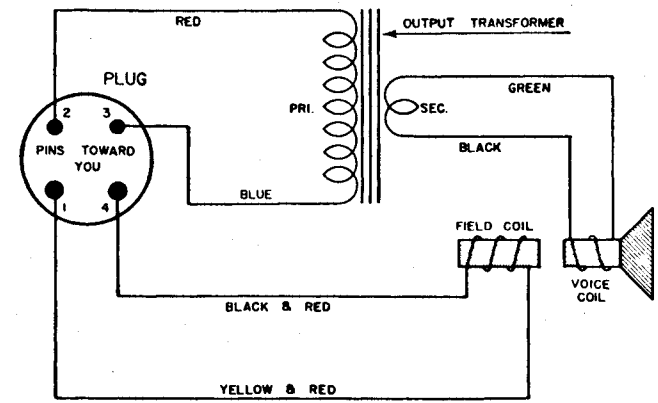 RED
OUTPUT TRANSFORMER
PLUG
GREEN
2 3
PRI. SEC.
PINS TOWARD
YOU
BLACK
BLUE
1 4
FIELD COIL
VOICE
COIL
BLACK & RED
YELLOW & RED